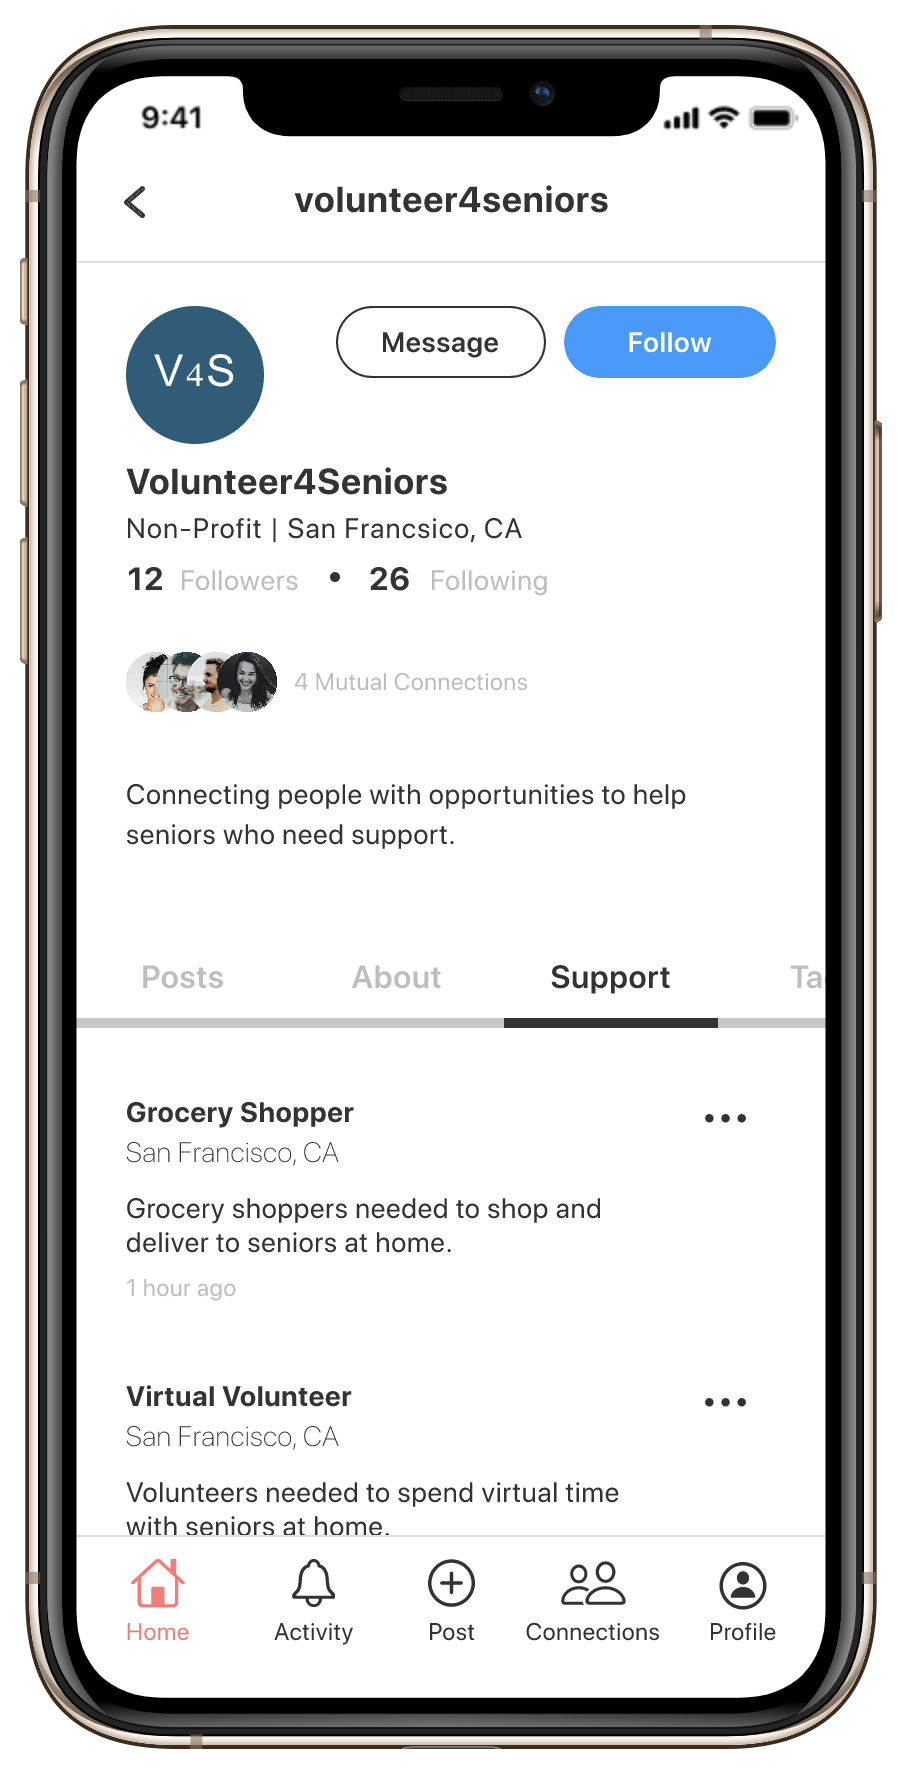 9:41
volunteer4seniors
V4S
Message
Follow
Volunteer4Seniors
Non-Profit | San Francsico, CA
12 Followers • 26 Following
4 Mutual Connections
Connecting people with opportunities to help
seniors who need support.
Posts About Support Ta
Grocery Shopper
San Francisco, CA
Grocery shoppers needed to shop and
deliver to seniors at home.
1 hour ago
Virtual Volunteer
San Francisco, CA
Volunteers needed to spend virtual time
with seniors at home.
Home Activity Post Connections Profile